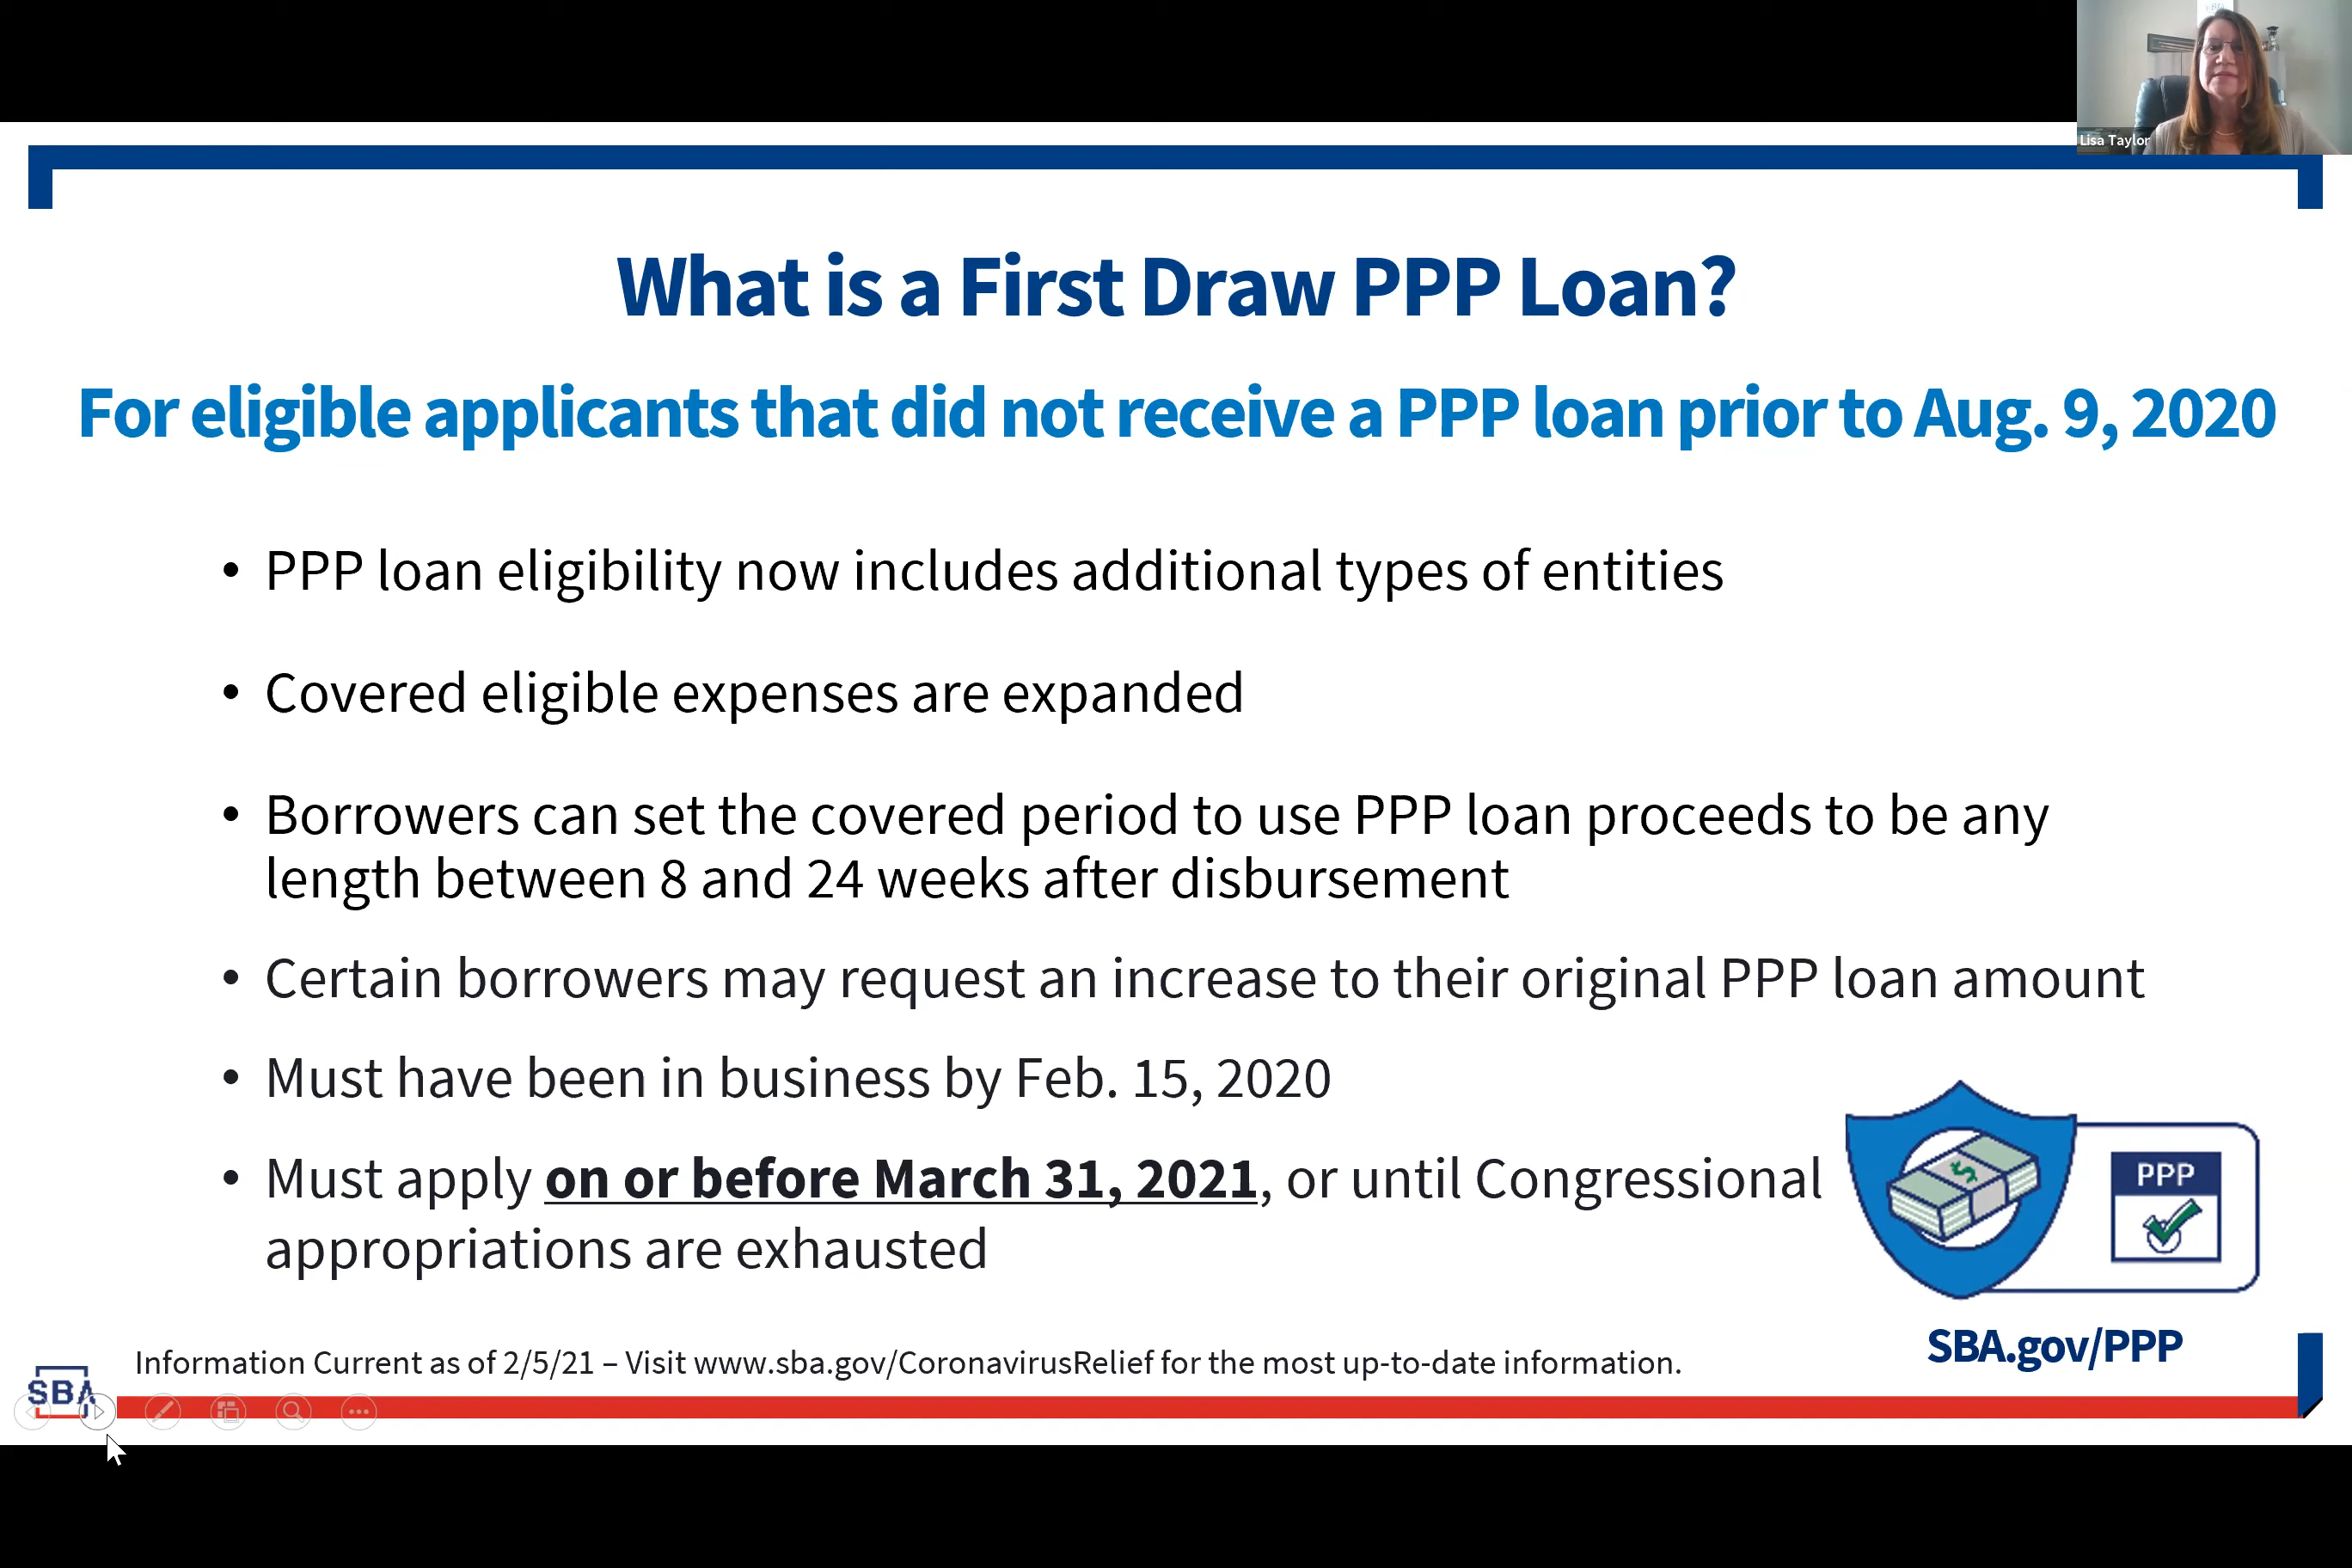 Lisa Taylor
What is a First Draw PPP Loan?
For eligible applicants that did not receive a PPP loan prior to Aug. 9, 2020
• PPP loan eligibility now includes additional types of entities
• Covered eligible expenses are expanded
• Borrowers can set the covered period to use PPP loan proceeds to be any
length between 8 and 24 weeks after disbursement
• Certain borrowers may request an increase to their original PPP loan amount
• Must have been in business by Feb. 15, 2020
• Must apply on or before March 31, 2021, or until Congressional
appropriations are exhausted
$
PPP
SBA.gov/PPP
Information Current as of 2/5/21 – Visit www.sba.gov/CoronavirusRelief for the most up-to-date information.
SBA